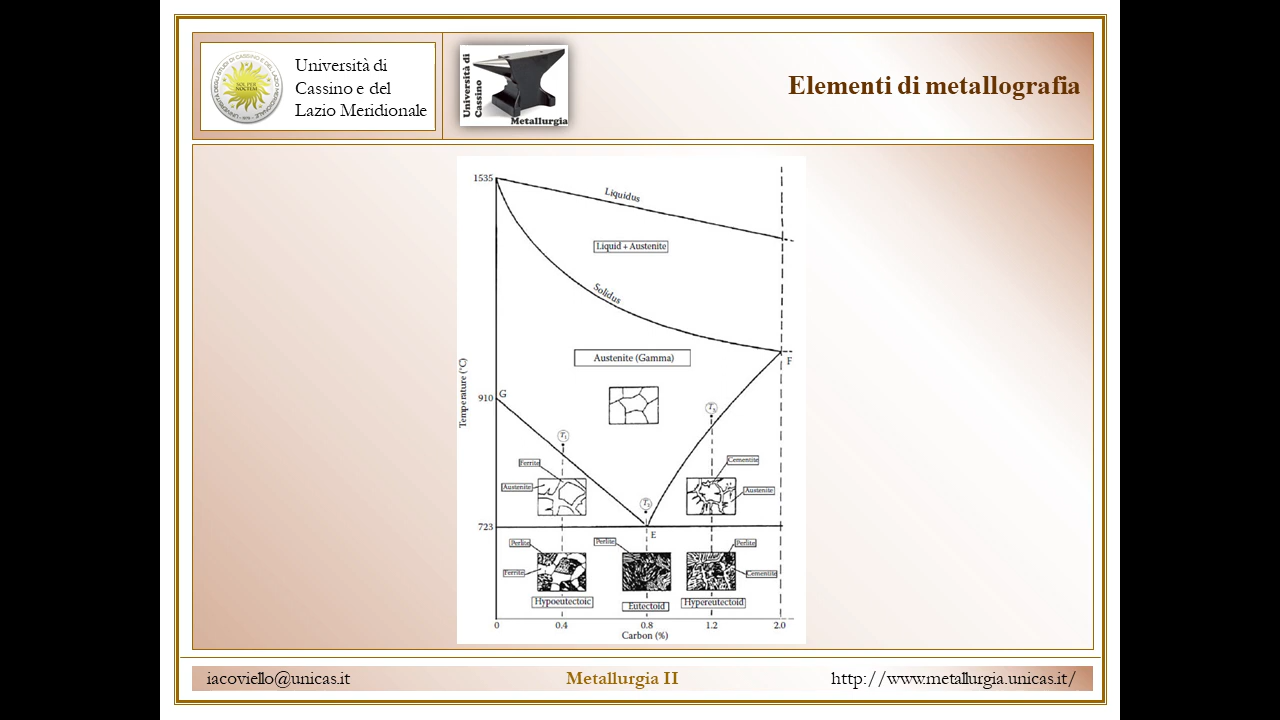 Università di
Cassino e del
Lazio Meridionale
Università di
Cassino
Metallurgia
Elementi di metallografia
1535
Liquidus
Liquid + Austenite
Solidus
Austenite (Gamma)
F
Temperature (°C)
910
G
T₁
Ferrite
Cementite
Austenite
Austenite
723
E
Perlite
Perlite
Perlite
Ferrite
Cementite
Hypoeutectoic
Eutectoid
Hypereutectoid
0
0.4
0.8
1.2
2.0
Carbon (%)
iacoviello@unicas.it
Metallurgia II
http://www.metallurgia.unicas.it/